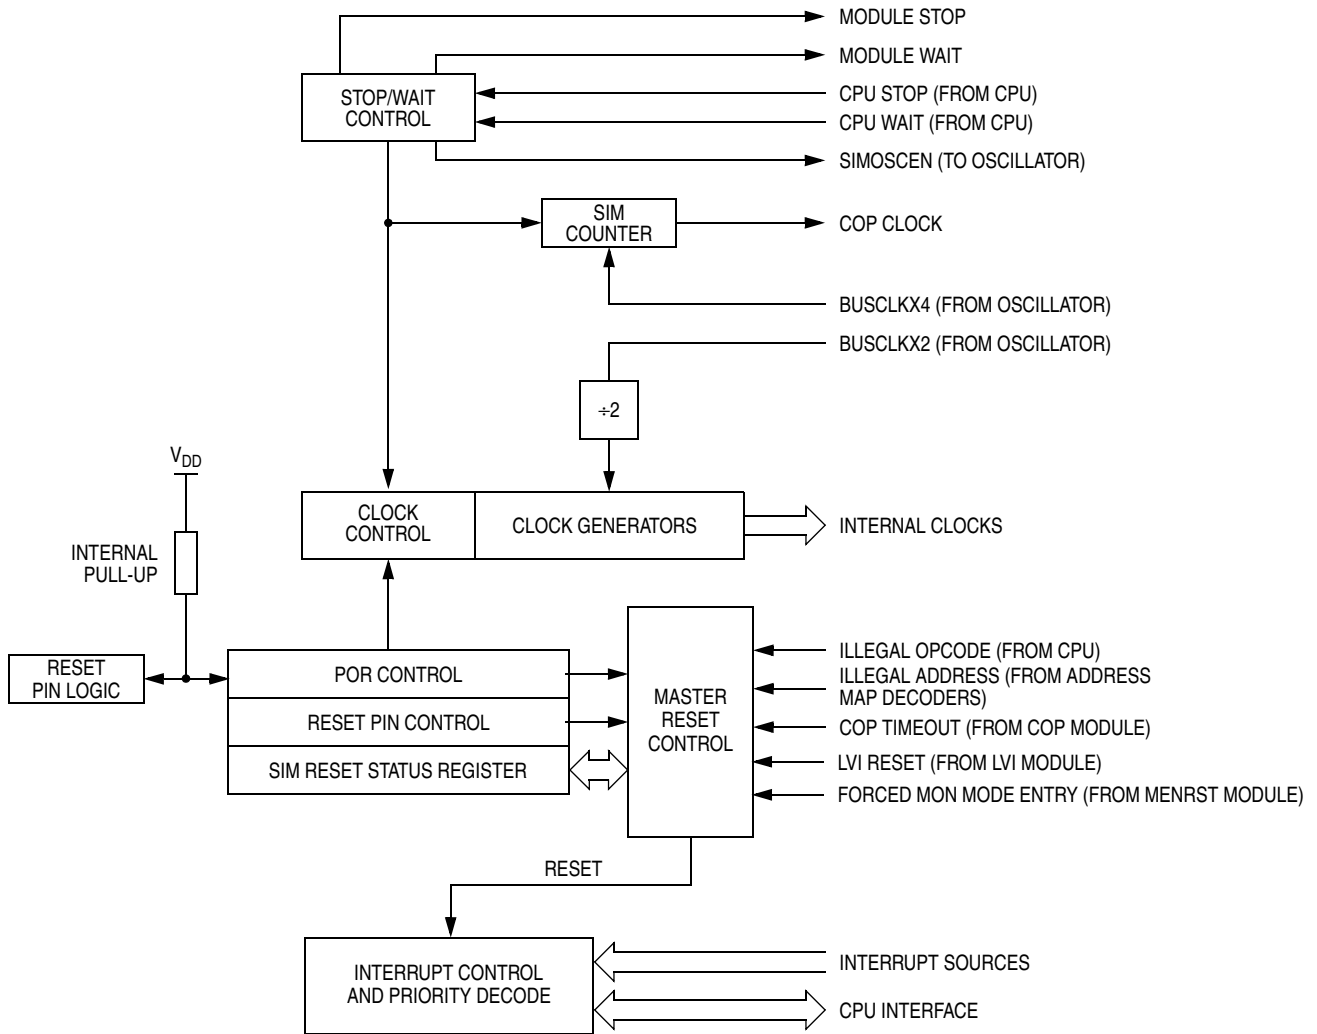 MODULE STOP
MODULE WAIT
STOP/WAIT
CONTROL
CPU STOP (FROM CPU)
CPU WAIT (FROM CPU)
SIMOSCEN (TO OSCILLATOR)
SIM
COUNTER
COP CLOCK
BUSCLKX4 (FROM OSCILLATOR)
BUSCLKX2 (FROM OSCILLATOR)
÷2
VDD
INTERNAL
PULL-UP
CLOCK
CONTROL
CLOCK GENERATORS
INTERNAL CLOCKS
RESET
PIN LOGIC
POR CONTROL
RESET PIN CONTROL
SIM RESET STATUS REGISTER
MASTER
RESET
CONTROL
ILLEGAL OPCODE (FROM CPU)
ILLEGAL ADDRESS (FROM ADDRESS
MAP DECODERS)
COP TIMEOUT (FROM COP MODULE)
LVI RESET (FROM LVI MODULE)
FORCED MON MODE ENTRY (FROM MENRST MODULE)
RESET
INTERRUPT CONTROL
AND PRIORITY DECODE
INTERRUPT SOURCES
CPU INTERFACE